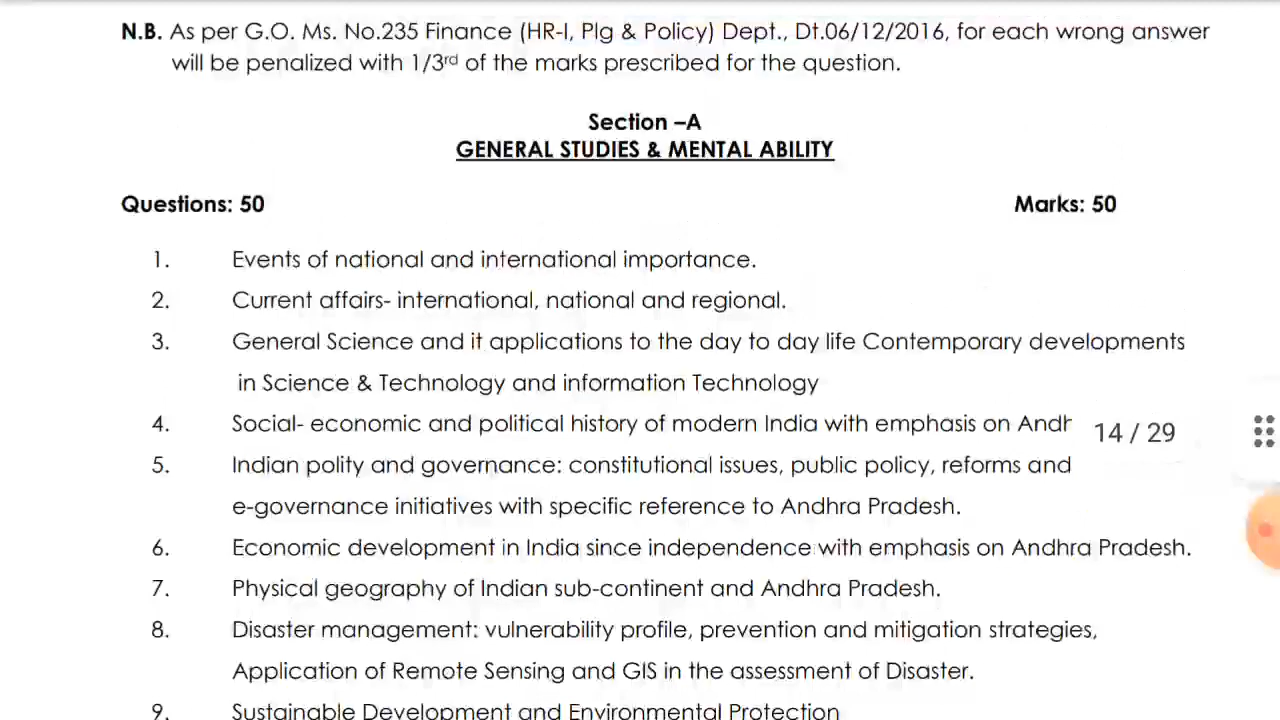 N.B. As per G.O. Ms. No.235 Finance (HR-I, Plg & Policy) Dept., Dt.06/12/2016, for each wrong answer
will be penalized with 1/3rd of the marks prescribed for the question.
Section –A
GENERAL STUDIES & MENTAL ABILITY
Questions: 50 Marks: 50
1. Events of national and international importance.
2. Current affairs- international, national and regional.
3. General Science and it applications to the day to day life Contemporary developments
in Science & Technology and information Technology
4. Social- economic and political history of modern India with emphasis on Andh
14 / 29
5. Indian polity and governance: constitutional issues, public policy, reforms and
e-governance initiatives with specific reference to Andhra Pradesh.
6. Economic development in India since independence with emphasis on Andhra Pradesh.
7. Physical geography of Indian sub-continent and Andhra Pradesh.
8. Disaster management: vulnerability profile, prevention and mitigation strategies,
Application of Remote Sensing and GIS in the assessment of Disaster.
9. Sustainable Development and Environmental Protection